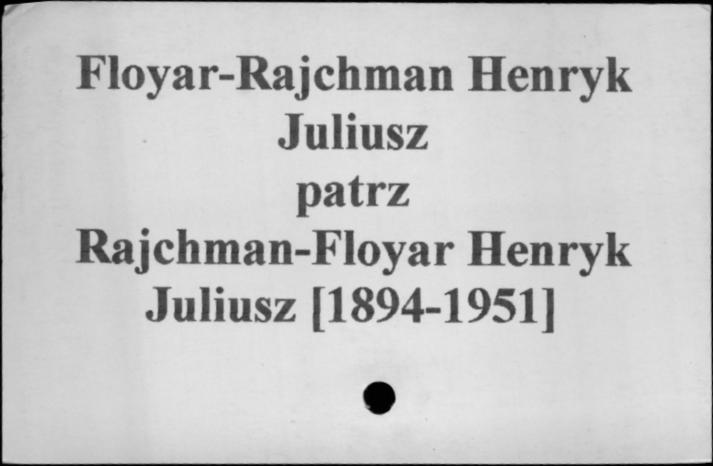 Floyar-Rajchman Henryk
Juliusz
patrz
Rajchman-Floyar Henryk
Juliusz [1894-1951]